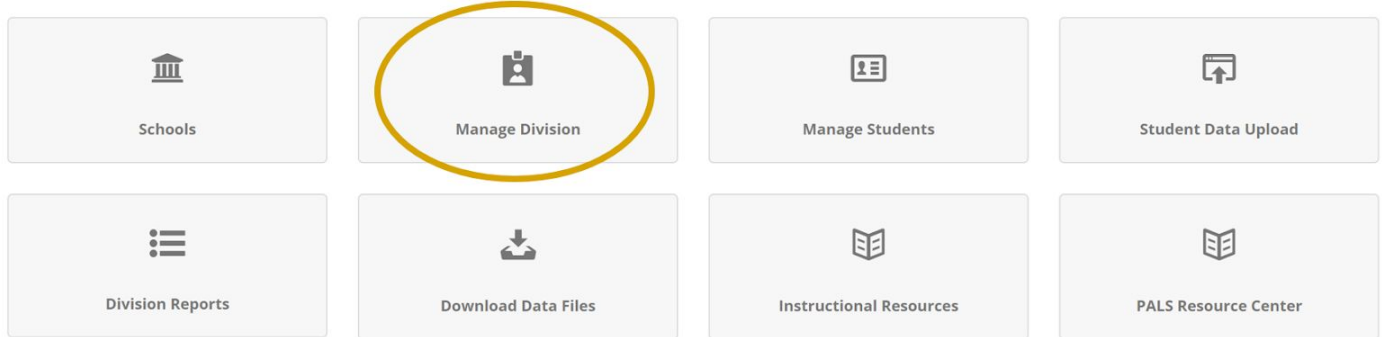 Schools
Manage Division
Manage Students
Student Data Upload
Division Reports
Download Data Files
Instructional Resources
PALS Resource Center